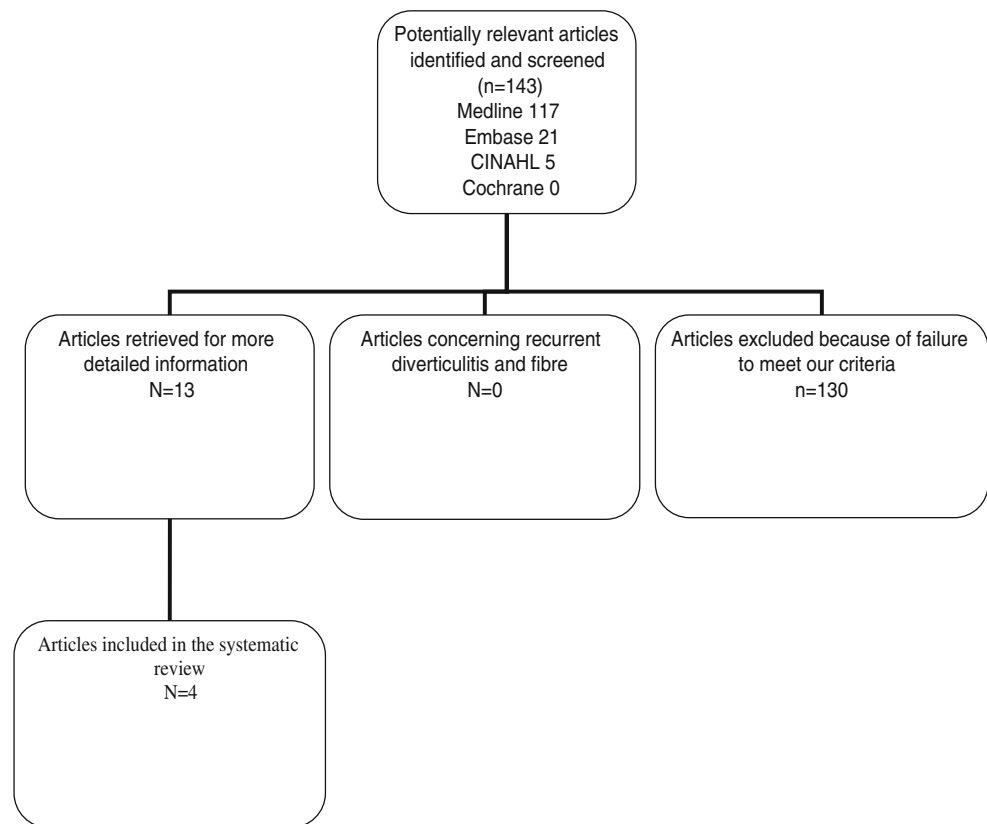 Potentially relevant articles
identified and screened
(n=143)
Medline 117
Embase 21
CINAHL 5
Cochrane 0
Articles retrieved for more
detailed information
N=13
Articles concerning recurrent
diverticulitis and fibre
N=0
Articles excluded because of failure
to meet our criteria
n=130
Articles included in the systematic
review
N=4